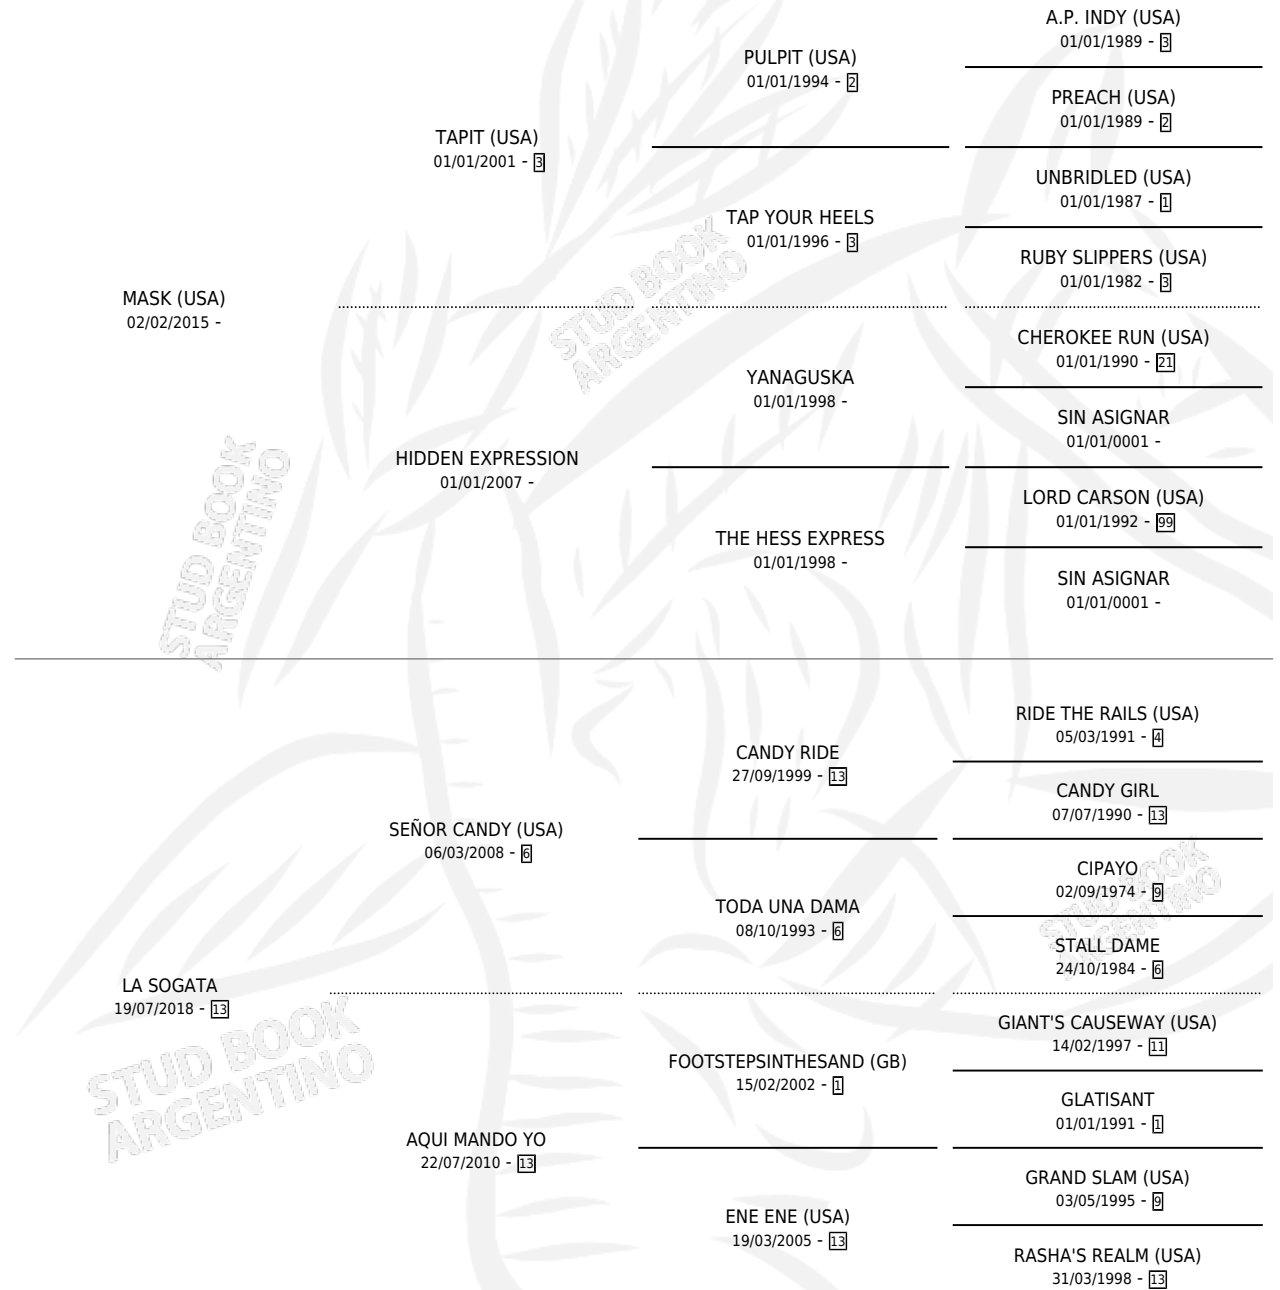 A.P. INDY (USA)
01/01/1989 - 3
PULPIT (USA)
01/01/1994 - 2
PREACH (USA)
01/01/1989 - 2
TAPIT (USA)
01/01/2001 - 3
UNBRIDLED (USA)
01/01/1987 - 1
TAP YOUR HEELS
01/01/1996 - 3
RUBY SLIPPERS (USA)
01/01/1982 - 3
MASK (USA)
02/02/2015 -
CHEROKEE RUN (USA)
01/01/1990 - 21
YANAGUSKA
01/01/1998 -
SIN ASIGNAR
01/01/0001 -
HIDDEN EXPRESSION
01/01/2007 -
LORD CARSON (USA)
01/01/1992 - 99
THE HESS EXPRESS
01/01/1998 -
SIN ASIGNAR
01/01/0001 -
STUD BOOK
ARGENTINO
STUD BOOK
ARGENTINO
RIDE THE RAILS (USA)
05/03/1991 - 4
CANDY RIDE
27/09/1999 - 13
CANDY GIRL
07/07/1990 - 13
SEÑOR CANDY (USA)
06/03/2008 - 6
CIPAYO
02/09/1974 - 9
TODA UNA DAMA
08/10/1993 - 6
STALL DAME
24/10/1984 - 6
LA SOGATA
19/07/2018 - 13
GIANT'S CAUSEWAY (USA)
14/02/1997 - 11
FOOTSTEPSINTHESAND (GB)
15/02/2002 - 1
GLATISANT
01/01/1991 - 1
AQUI MANDO YO
22/07/2010 - 13
GRAND SLAM (USA)
03/05/1995 - 9
ENE ENE (USA)
19/03/2005 - 13
RASHA'S REALM (USA)
31/03/1998 - 13
STUD BOOK
ARGENTINO
STUD BOOK
ARGENTINO